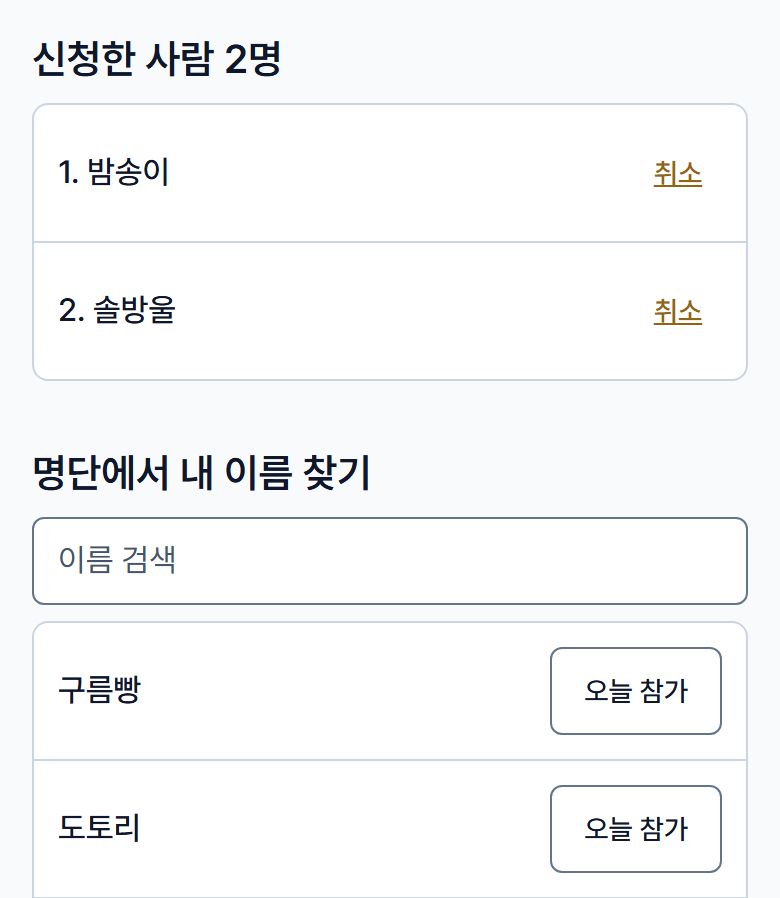 신청한 사람 2명
1. 밤송이 취소
2. 솔방울 취소
명단에서 내 이름 찾기
이름 검색
구름빵 오늘 참가
도토리 오늘 참가